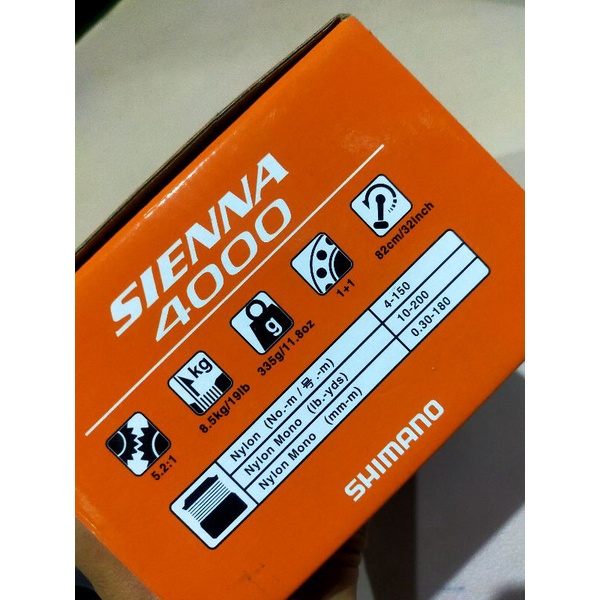 SIENNA
4000
5.2:1
kg
8.5kg/19lb
g
335g/11.8oz
1+1
82cm/32inch
Nylon (No.-m / 号.-m) 4-150
Nylon Mono (lb.-yds) 10-200
Nylon Mono (mm-m) 0.30-180
SHIMANO